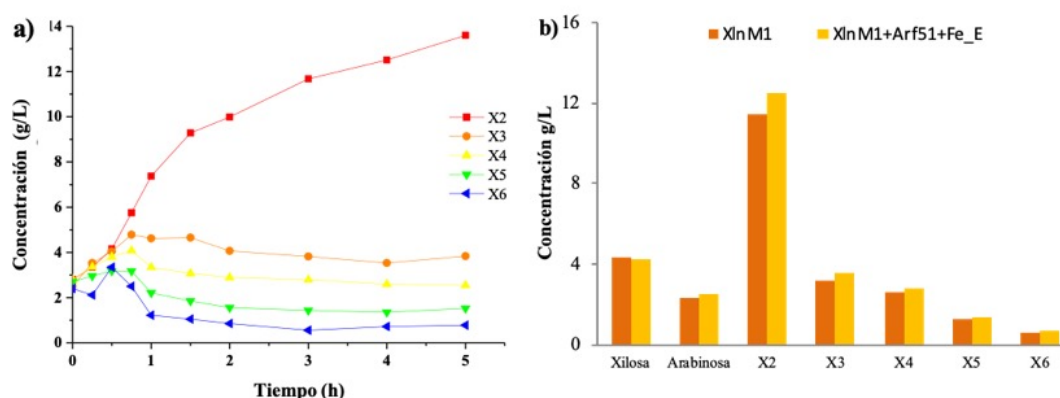 a)
Concentración (g/L)
14
12
10
8
6
4
2
0
0 1 2 3 4 5
Tiempo (h)
X2
X3
X4
X5
X6
b)
XlnM1 XlnM1+Arf51+Fe_E
Concentración g/L
16
12
8
4
0
Xilosa Arabinosa X2 X3 X4 X5 X6